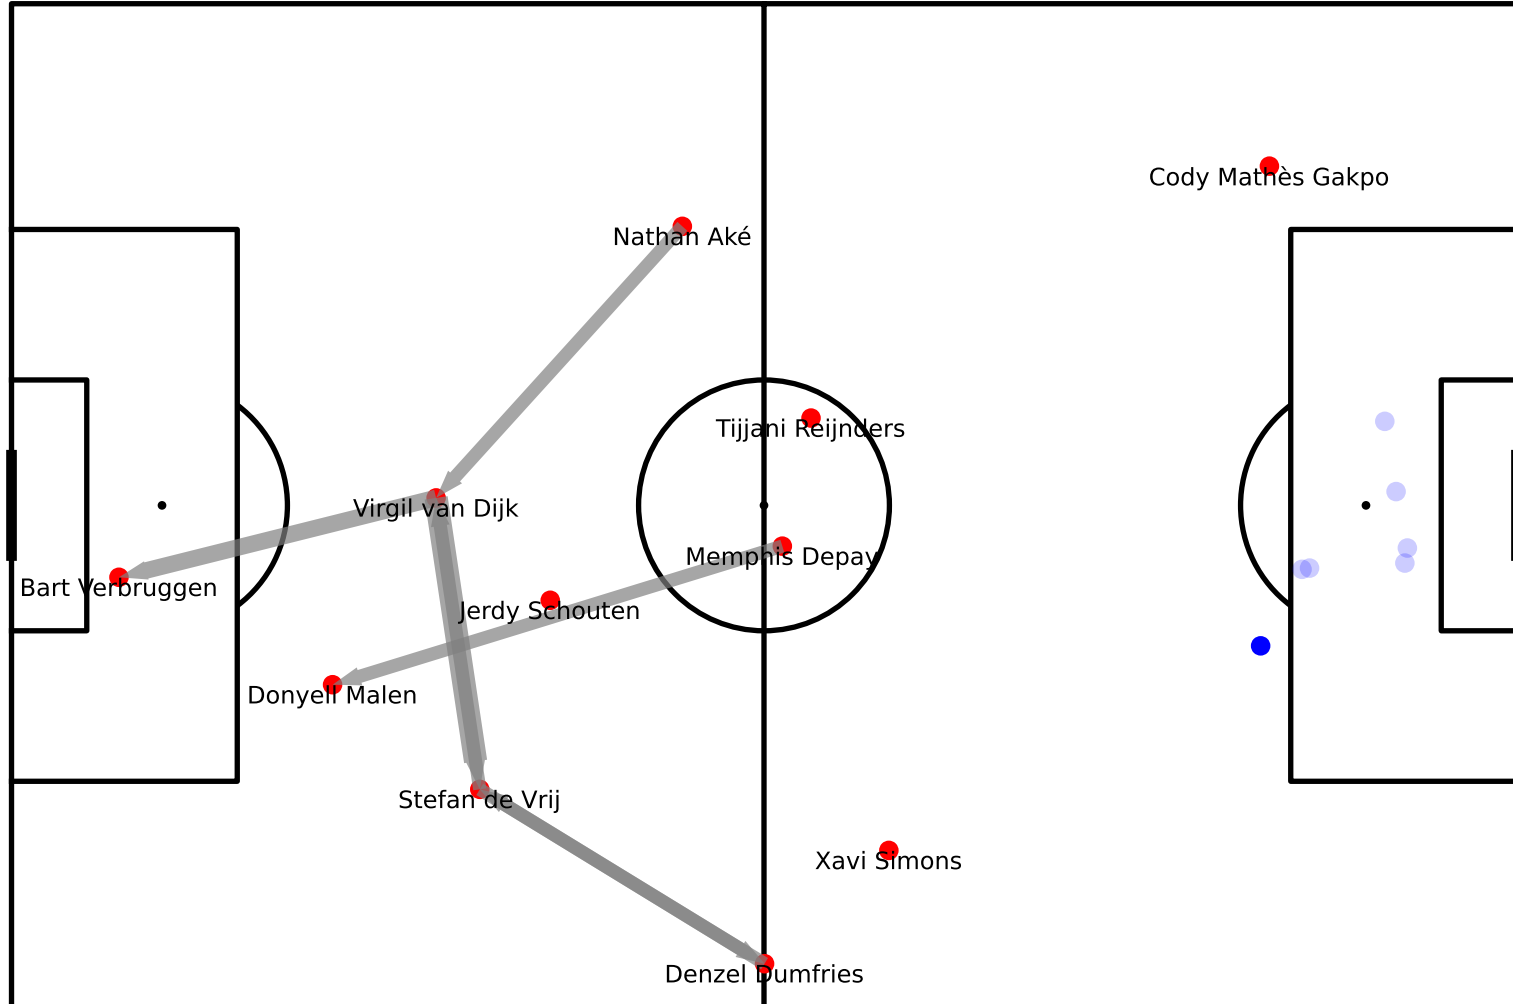 Cody Mathès Gakpo
Nathan Aké
Tijjani Reijnders
Virgil van Dijk
Memphis Depay
Bart Verbruggen
Jerdy Schouten
Donyell Malen
Stefan de Vrij
Xavi Simons
Denzel Dumfries